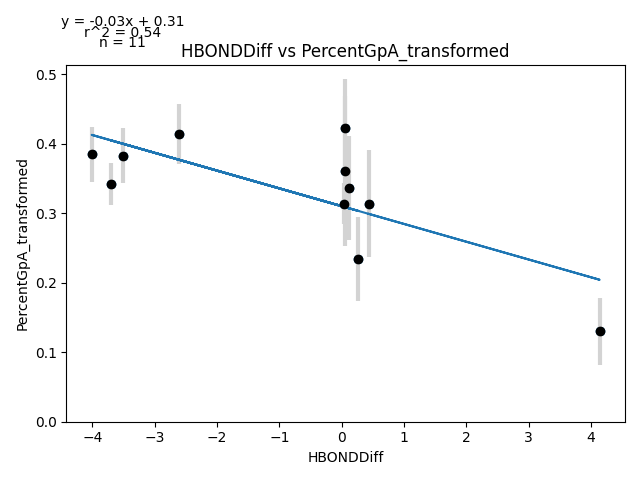 y = -0.03x + 0.31
r^2 = 0.54
n = 11
HBONDDiff vs PercentGpA_transformed
PercentGpA_transformed
0.5
0.4
0.3
0.2
0.1
0.0
−4
−3
−2
−1
0
1
2
3
4
HBONDDiff